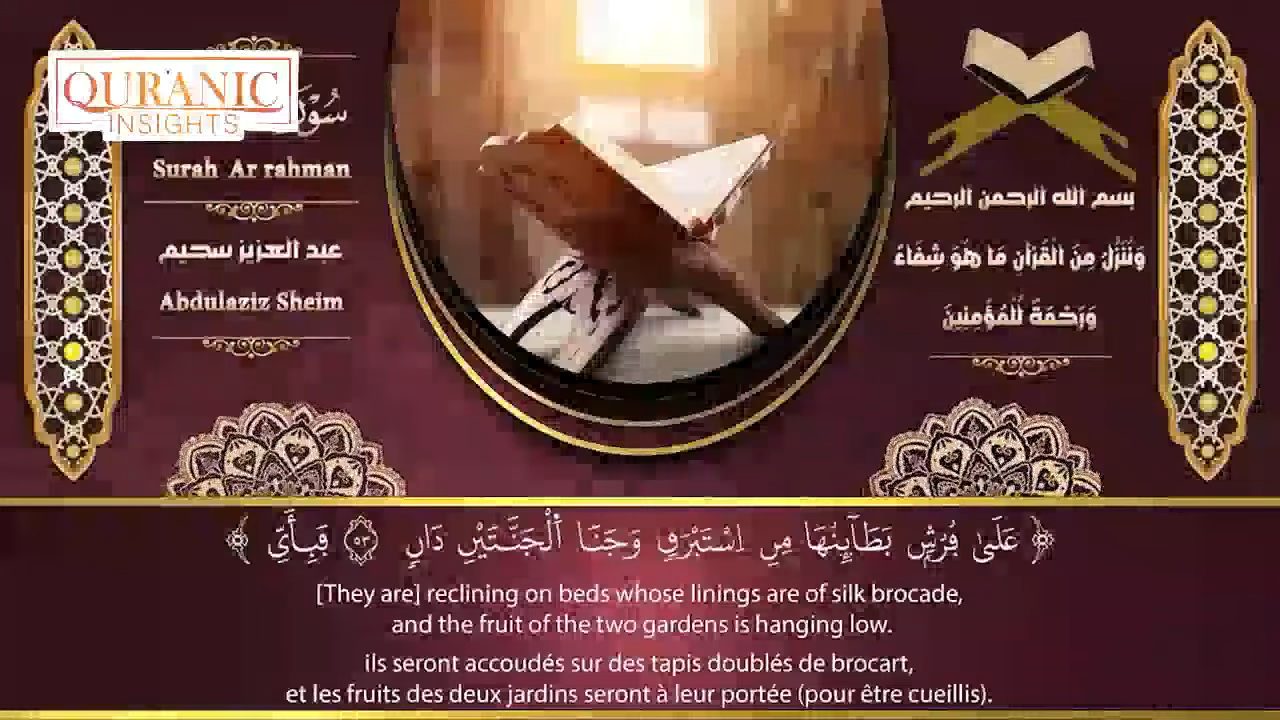 QURANIC
INSIGHTS
Surah Ar rahman
عبد العزيز سحيم
Abdulaziz Sheim
بسم الله الرحمن الرحيم
وَنُنَزِّلُ مِنَ الْقُرْآنِ مَا هُوَ شِفَاءٌ
وَرَحْمَةٌ لِّلْمُؤْمِنِينَ
عَلَىٰ فُرُشٍ بَطَآئِنُهَا مِنِ اسْتَبْرَقٍ وَجَنَا اَلْجَنَّتَيْنِ دَانٍ ٥٣ فَبِأَيِّ
[They are] reclining on beds whose linings are of silk brocade,
and the fruit of the two gardens is hanging low.
ils seront accoudés sur des tapis doublés de brocart,
et les fruits des deux jardins seront à leur portée (pour être cueillis).